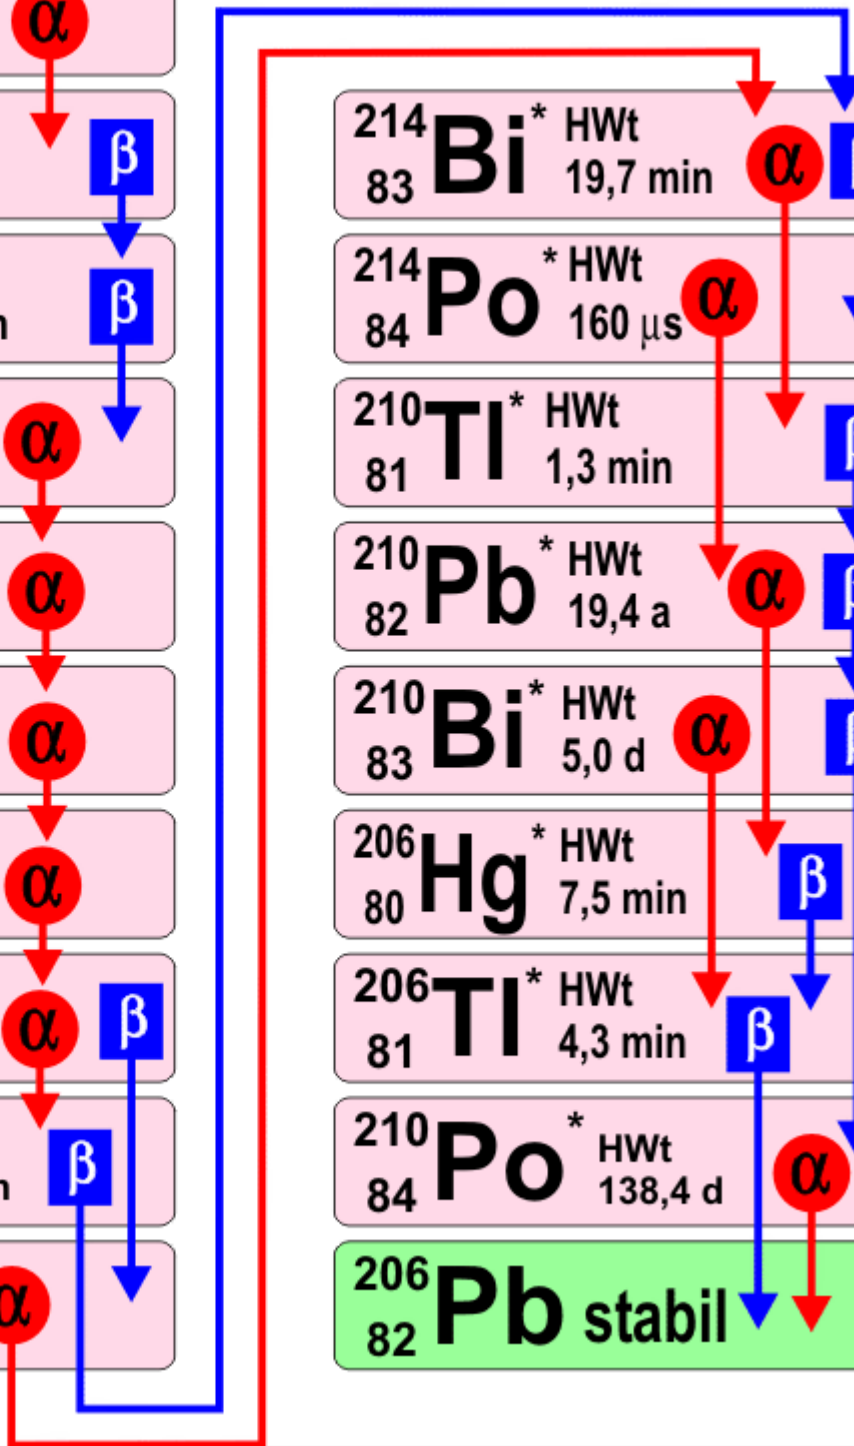 α
β
β
α
α
α
α
α β
β
α
214 Bi* HWt
83 19,7 min α
214 Po* HWt
84 160 µs α
210 Tl* HWt
81 1,3 min
210 Pb* HWt
82 19,4 a α
210 Bi* HWt
83 5,0 d α
206 Hg* HWt
80 7,5 min β
206 Tl* HWt
81 4,3 min β
210 Po* HWt
84 138,4 d α
206 Pb stabil
82